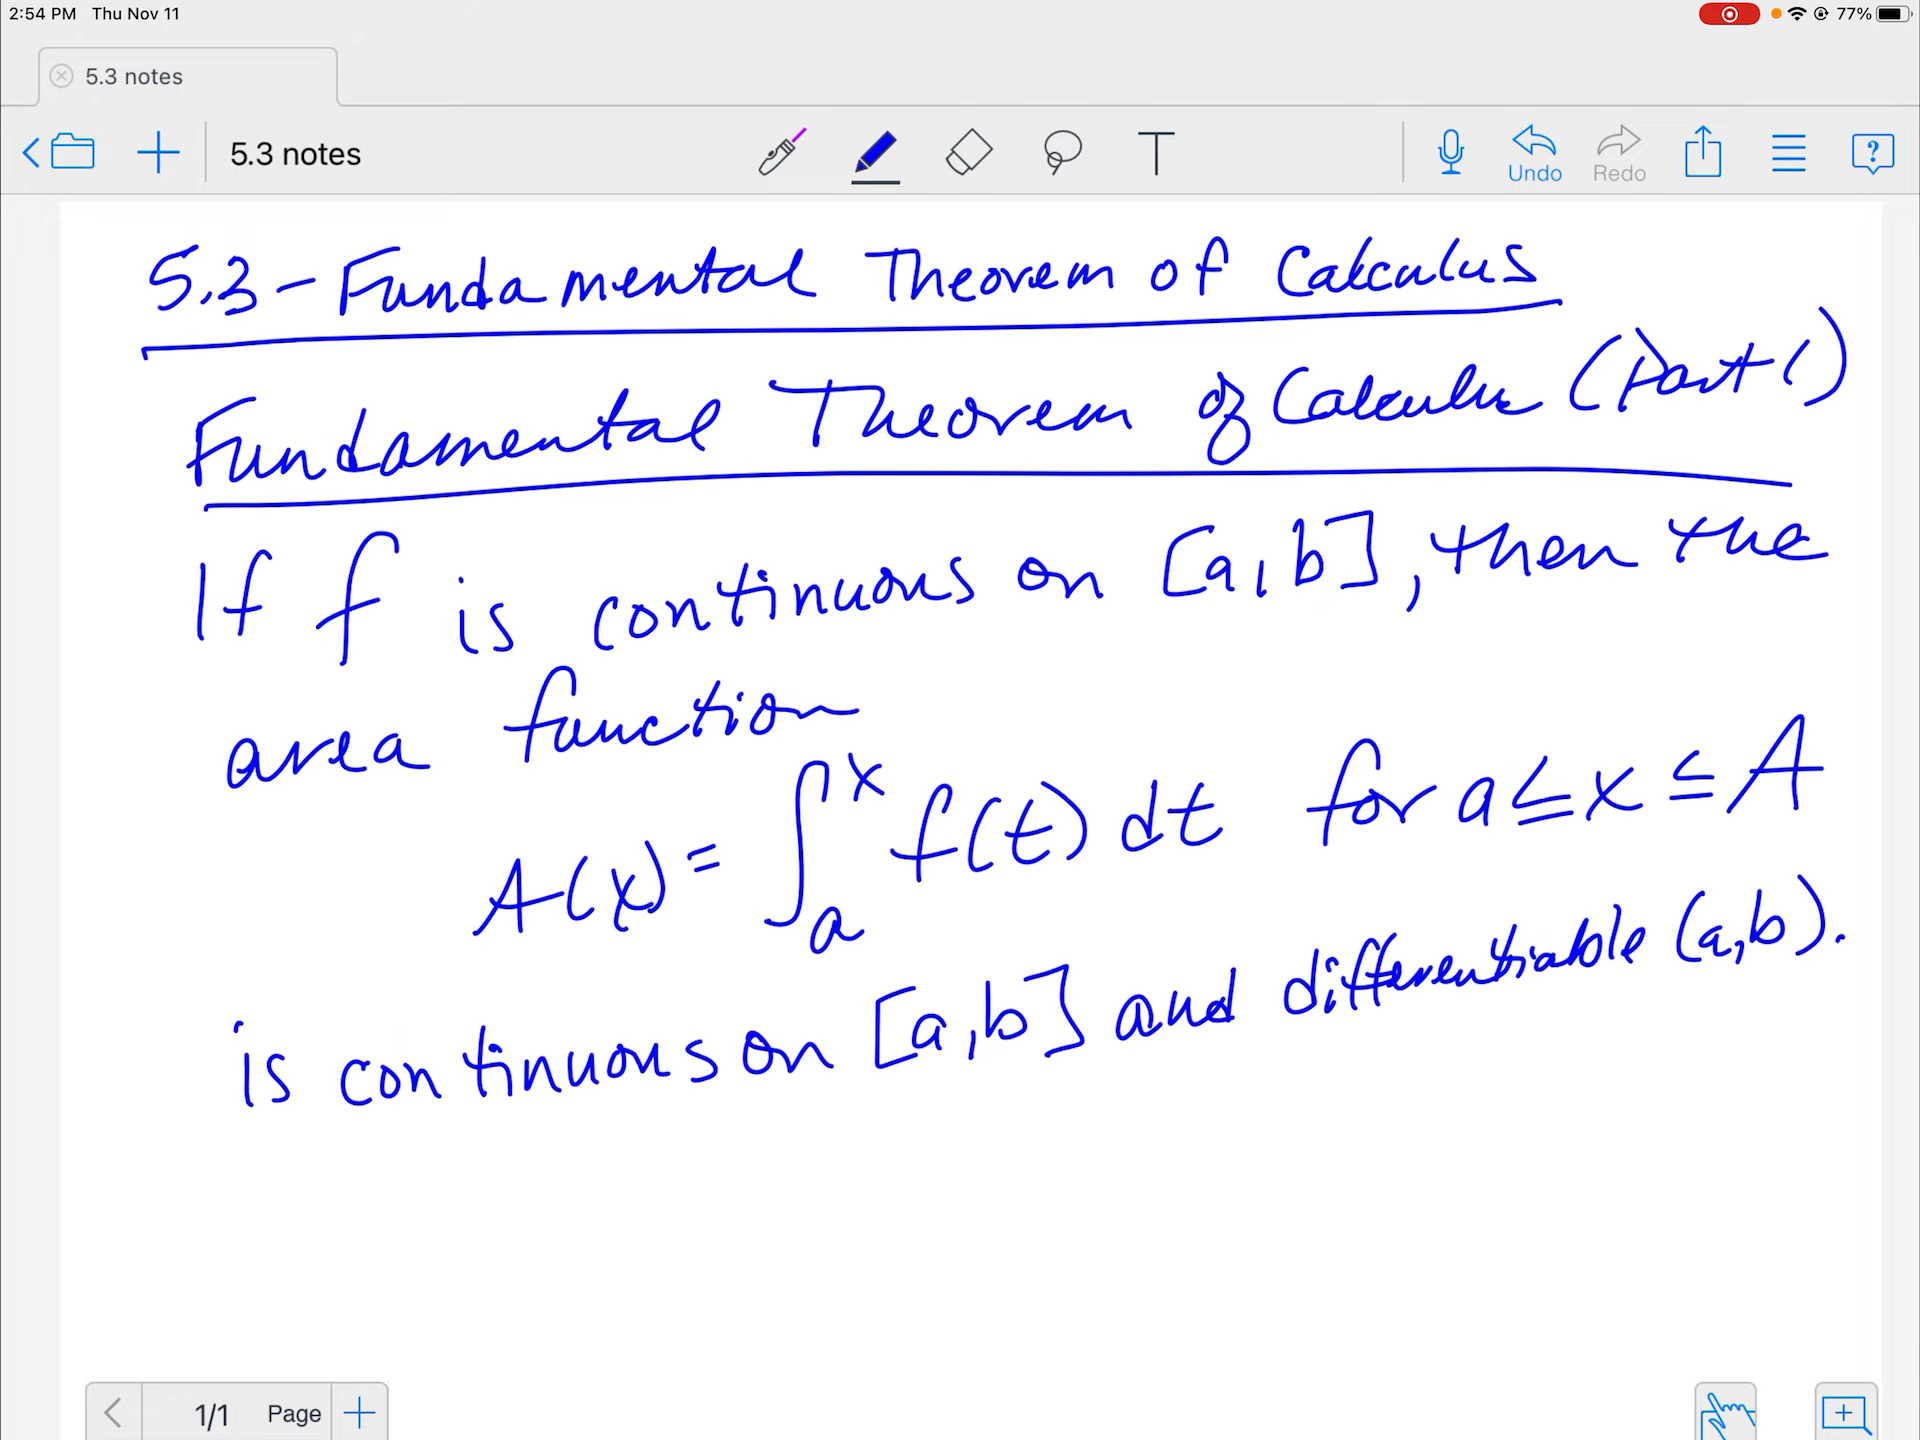 2:54 PM Thu Nov 11
77%
5.3 notes
5.3 notes
T
Undo
Redo
?
5.3 - Fundamental Theorem of Calculus
Fundamental Theorem of Calculus (Part 1)
If f is continuous on [a,b], then the
area function
A(x) = ∫ₐˣ f(t) dt for a ≤ x ≤ A
is continuous on [a,b] and differentiable (a,b).
1/1 Page